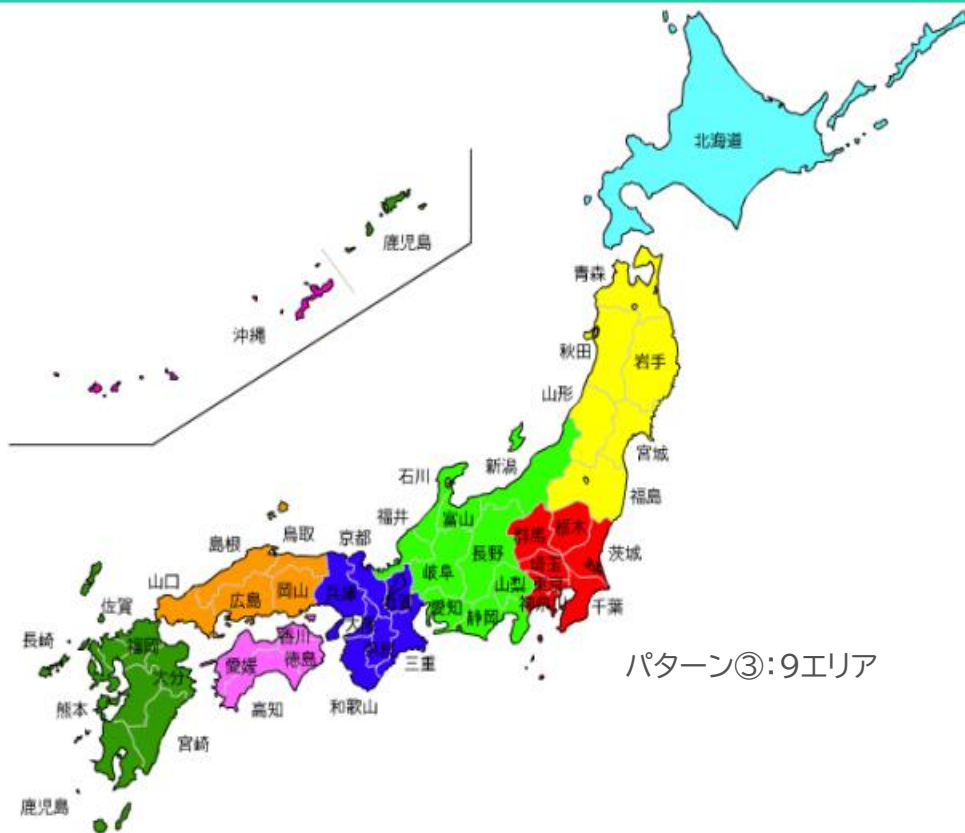 北海道
鹿児島
沖縄
青森
秋田
岩手
山形
宮城
新潟
福島
石川
福井
富山
群馬
栃木
茨城
長野
埼玉
東京
岐阜
山梨
神奈川
千葉
愛知
静岡
鳥取
京都
島根
兵庫
滋賀
山口
岡山
広島
大阪
奈良
三重
佐賀
香川
徳島
愛媛
高知
和歌山
長崎
福岡
大分
熊本
宮崎
鹿児島
パターン③:9エリア